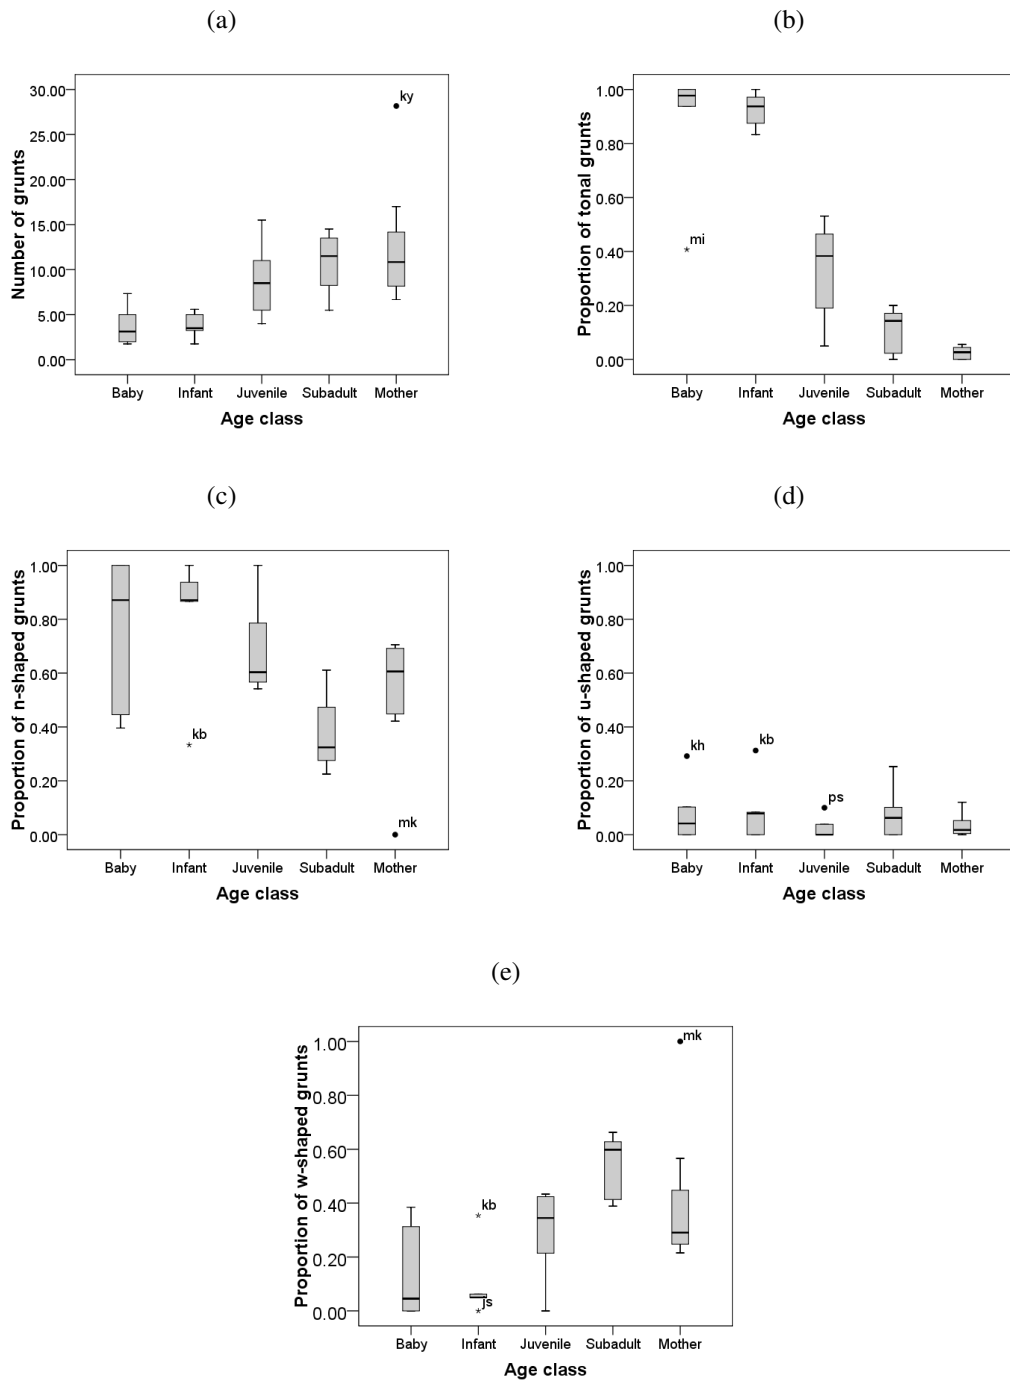 (a)
Number of grunts
30.00
25.00
20.00
15.00
10.00
5.00
0.00
ky
Baby Infant Juvenile Subadult Mother
Age class
(b)
Proportion of tonal grunts
1.00
0.80
0.60
0.40
0.20
0.00
mi
Baby Infant Juvenile Subadult Mother
Age class
(c)
Proportion of n-shaped grunts
1.00
0.80
0.60
0.40
0.20
0.00
kb
mk
Baby Infant Juvenile Subadult Mother
Age class
(d)
Proportion of u-shaped grunts
1.00
0.80
0.60
0.40
0.20
0.00
kh
kb
ps
Baby Infant Juvenile Subadult Mother
Age class
(e)
Proportion of w-shaped grunts
1.00
0.80
0.60
0.40
0.20
0.00
mk
kb
js
Baby Infant Juvenile Subadult Mother
Age class